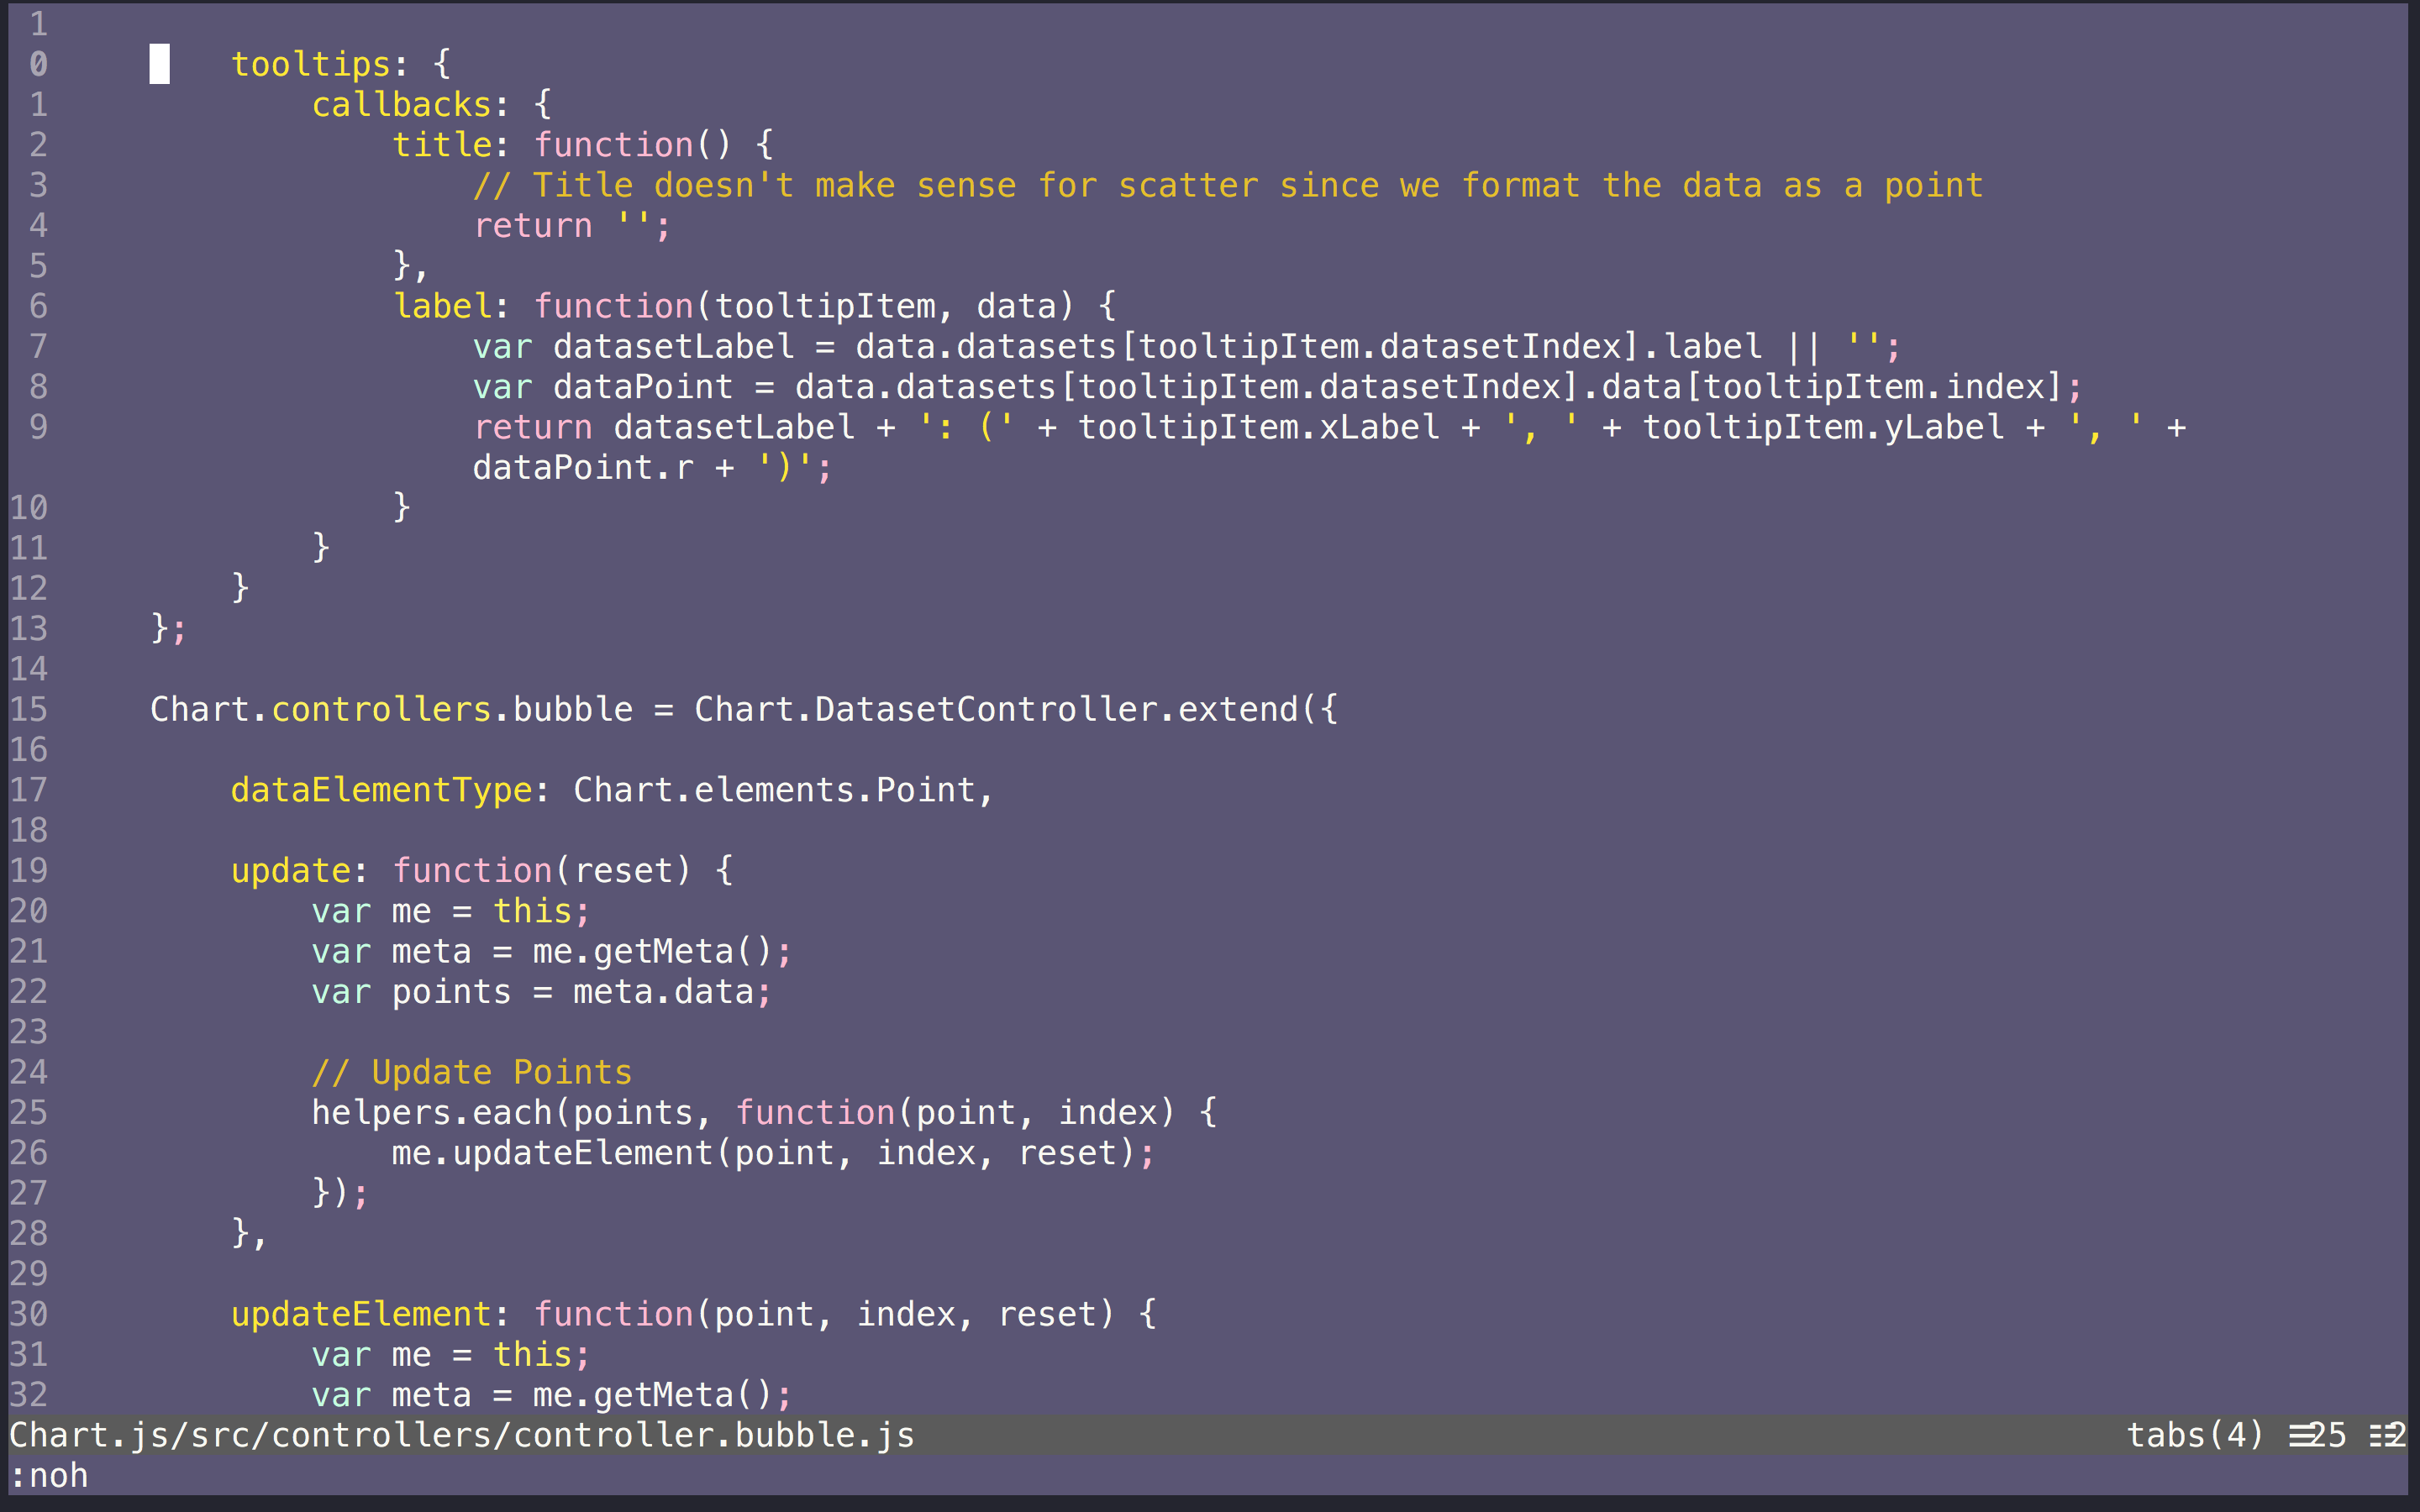 1
0 tooltips: {
1 callbacks: {
2 title: function() {
3 // Title doesn't make sense for scatter since we format the data as a point
4 return '';
5 },
6 label: function(tooltipItem, data) {
7 var datasetLabel = data.datasets[tooltipItem.datasetIndex].label || '';
8 var dataPoint = data.datasets[tooltipItem.datasetIndex].data[tooltipItem.index];
9 return datasetLabel + ': (' + tooltipItem.xLabel + ', ' + tooltipItem.yLabel + ', ' +
dataPoint.r + ')';
10 }
11 }
12 }
13 };
14
15 Chart.controllers.bubble = Chart.DatasetController.extend({
16
17 dataElementType: Chart.elements.Point,
18
19 update: function(reset) {
20 var me = this;
21 var meta = me.getMeta();
22 var points = meta.data;
23
24 // Update Points
25 helpers.each(points, function(point, index) {
26 me.updateElement(point, index, reset);
27 });
28 },
29
30 updateElement: function(point, index, reset) {
31 var me = this;
32 var meta = me.getMeta();
Chart.js/src/controllers/controller.bubble.js tabs(4) ☰25 ☷2
:noh